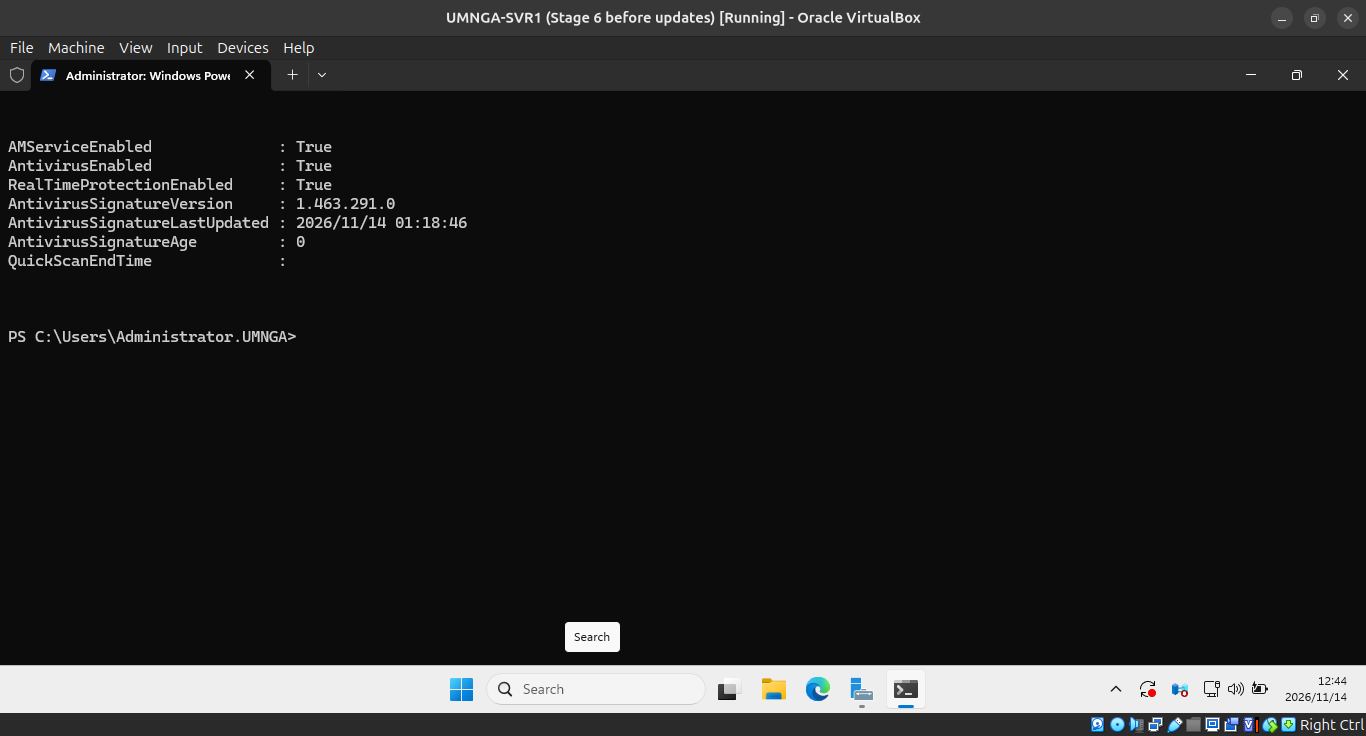 UMNGA-SVR1 (Stage 6 before updates) [Running] - Oracle VirtualBox
File Machine View Input Devices Help
Administrator: Windows Powe
AMServiceEnabled : True
AntivirusEnabled : True
RealTimeProtectionEnabled : True
AntivirusSignatureVersion : 1.463.291.0
AntivirusSignatureLastUpdated : 2026/11/14 01:18:46
AntivirusSignatureAge : 0
QuickScanEndTime :
PS C:\Users\Administrator.UMNGA>
Search
Search
12:44
2026/11/14
Right Ctrl